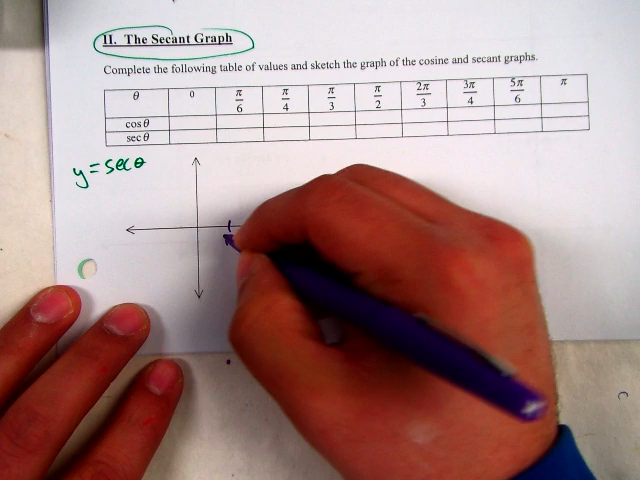 II. The Secant Graph
Complete the following table of values and sketch the graph of the cosine and secant graphs.
θ 0 π/6 π/4 π/3 π/2 2π/3 3π/4 5π/6 π
cos θ
sec θ
y = sec θ